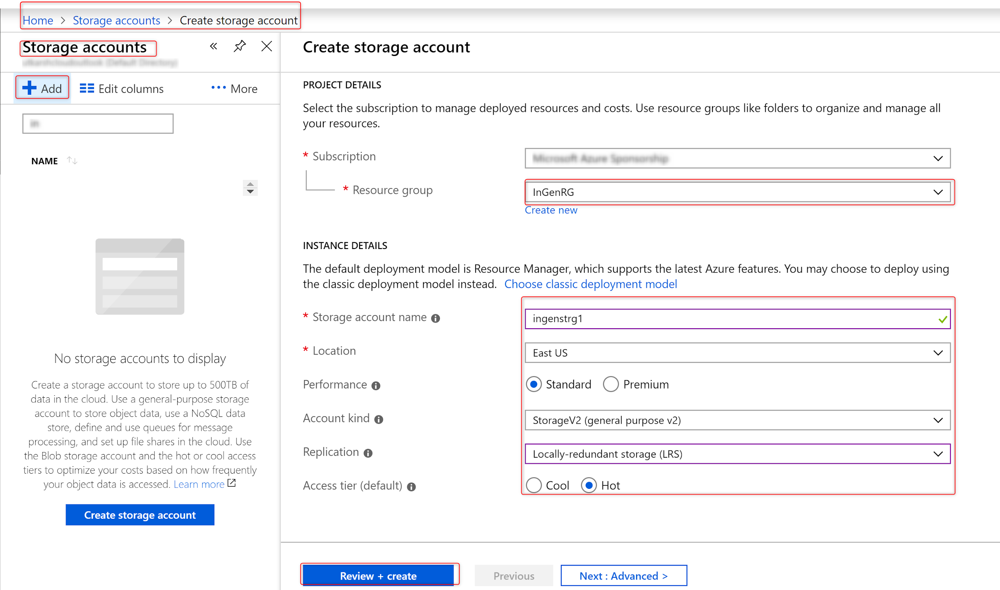 Home > Storage accounts > Create storage account
Storage accounts
Add
Edit columns
More
NAME
No storage accounts to display
Create a storage account to store up to 500TB of
data in the cloud. Use a general-purpose storage
account to store object data, use a NoSQL data
store, define and use queues for message
processing, and set up file shares in the cloud. Use
the Blob storage account and the hot or cool access
tiers to optimize your costs based on how frequently
your object data is accessed. Learn more
Create storage account
Create storage account
PROJECT DETAILS
Select the subscription to manage deployed resources and costs. Use resource groups like folders to organize and manage all
your resources.
* Subscription
Microsoft Azure Sponsorship
* Resource group
InGenRG
Create new
INSTANCE DETAILS
The default deployment model is Resource Manager, which supports the latest Azure features. You may choose to deploy using
the classic deployment model instead. Choose classic deployment model
* Storage account name
ingenstrg1
* Location
East US
Performance
Standard Premium
Account kind
StorageV2 (general purpose v2)
Replication
Locally-redundant storage (LRS)
Access tier (default)
Cool Hot
Review + create
Previous
Next : Advanced >